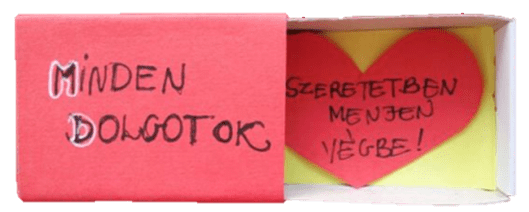 MINDEN
DOLGOTOK
SZERETETBEN
MENJEN
VÉGBE!